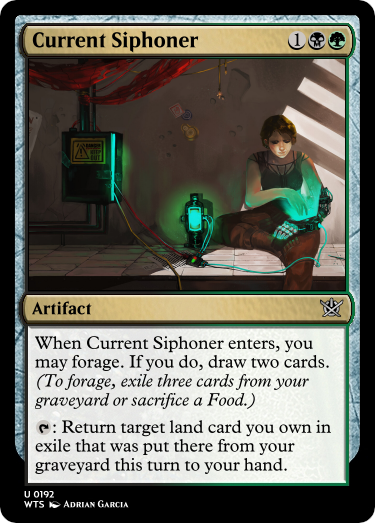 Current Siphoner 1
DANGER
Artifact
When Current Siphoner enters, you
may forage. If you do, draw two cards.
(To forage, exile three cards from your
graveyard or sacrifice a Food.)
: Return target land card you own in
exile that was put there from your
graveyard this turn to your hand.
U 0192
WTS Adrian Garcia